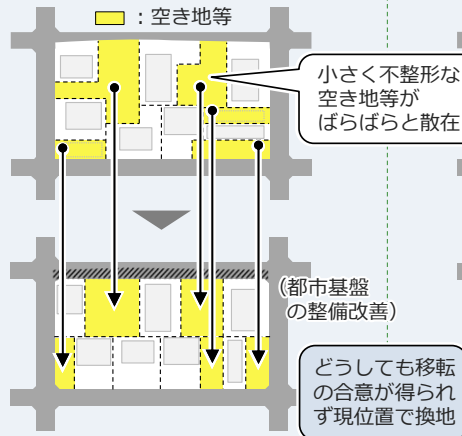 ：空き地等
小さく不整形な
空き地等が
ばらばらと散在
（都市基盤
の整備改善）
どうしても移転
の合意が得られ
ず現位置で換地